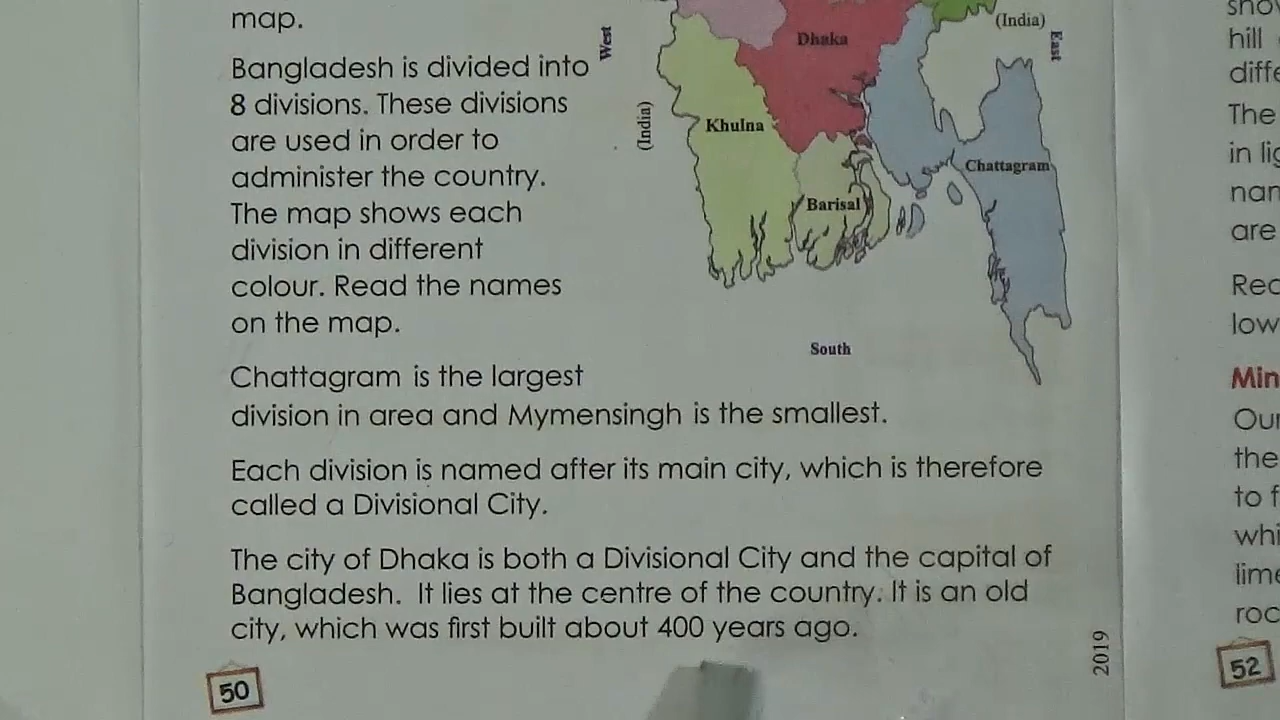 map.
Bangladesh is divided into
8 divisions. These divisions
are used in order to
administer the country.
The map shows each
division in different
colour. Read the names
on the map.
Chattagram is the largest
division in area and Mymensingh is the smallest.
Each division is named after its main city, which is therefore
called a Divisional City.
The city of Dhaka is both a Divisional City and the capital of
Bangladesh. It lies at the centre of the country. It is an old
city, which was first built about 400 years ago.
50
West
(India)
Dhaka
(India)
East
Khulna
Chattagram
Barisal
South
2019
hill
The
are
Min
Our
the
to f
52